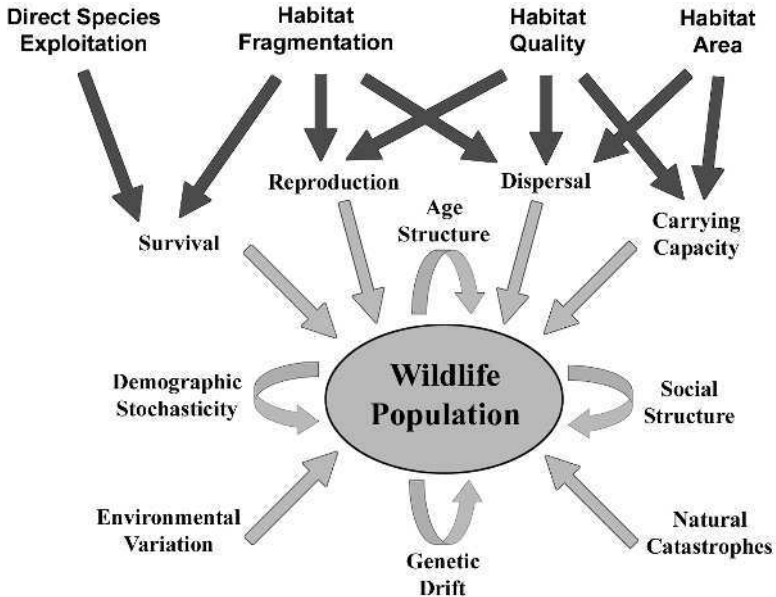 Direct Species
Exploitation
Habitat
Fragmentation
Habitat
Quality
Habitat
Area
Reproduction
Dispersal
Age
Structure
Survival
Carrying
Capacity
Demographic
Stochasticity
Wildlife
Population
Social
Structure
Environmental
Variation
Genetic
Drift
Natural
Catastrophes